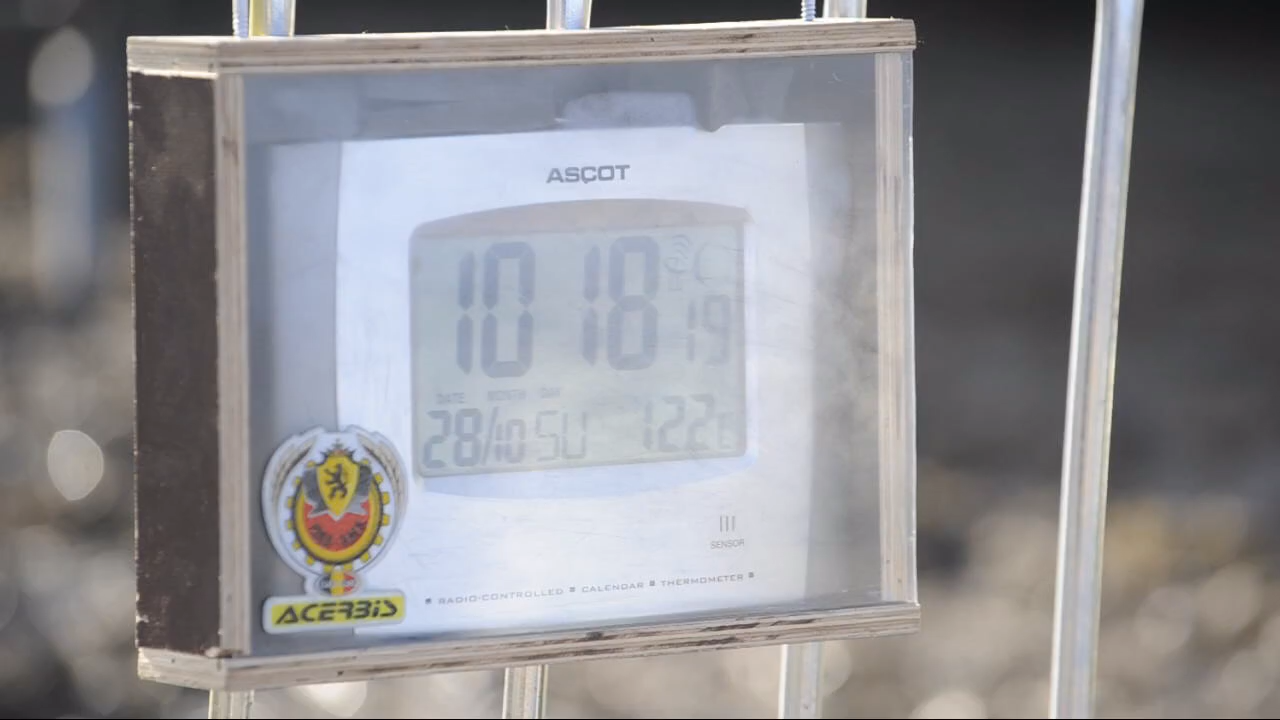 ASCOT
10 18 °C
19
DATE MONTH DAY
28/10 SU 12.2°C
SENSOR
RADIO-CONTROLLED ▪ CALENDAR ▪ THERMOMETER
ACERBIS